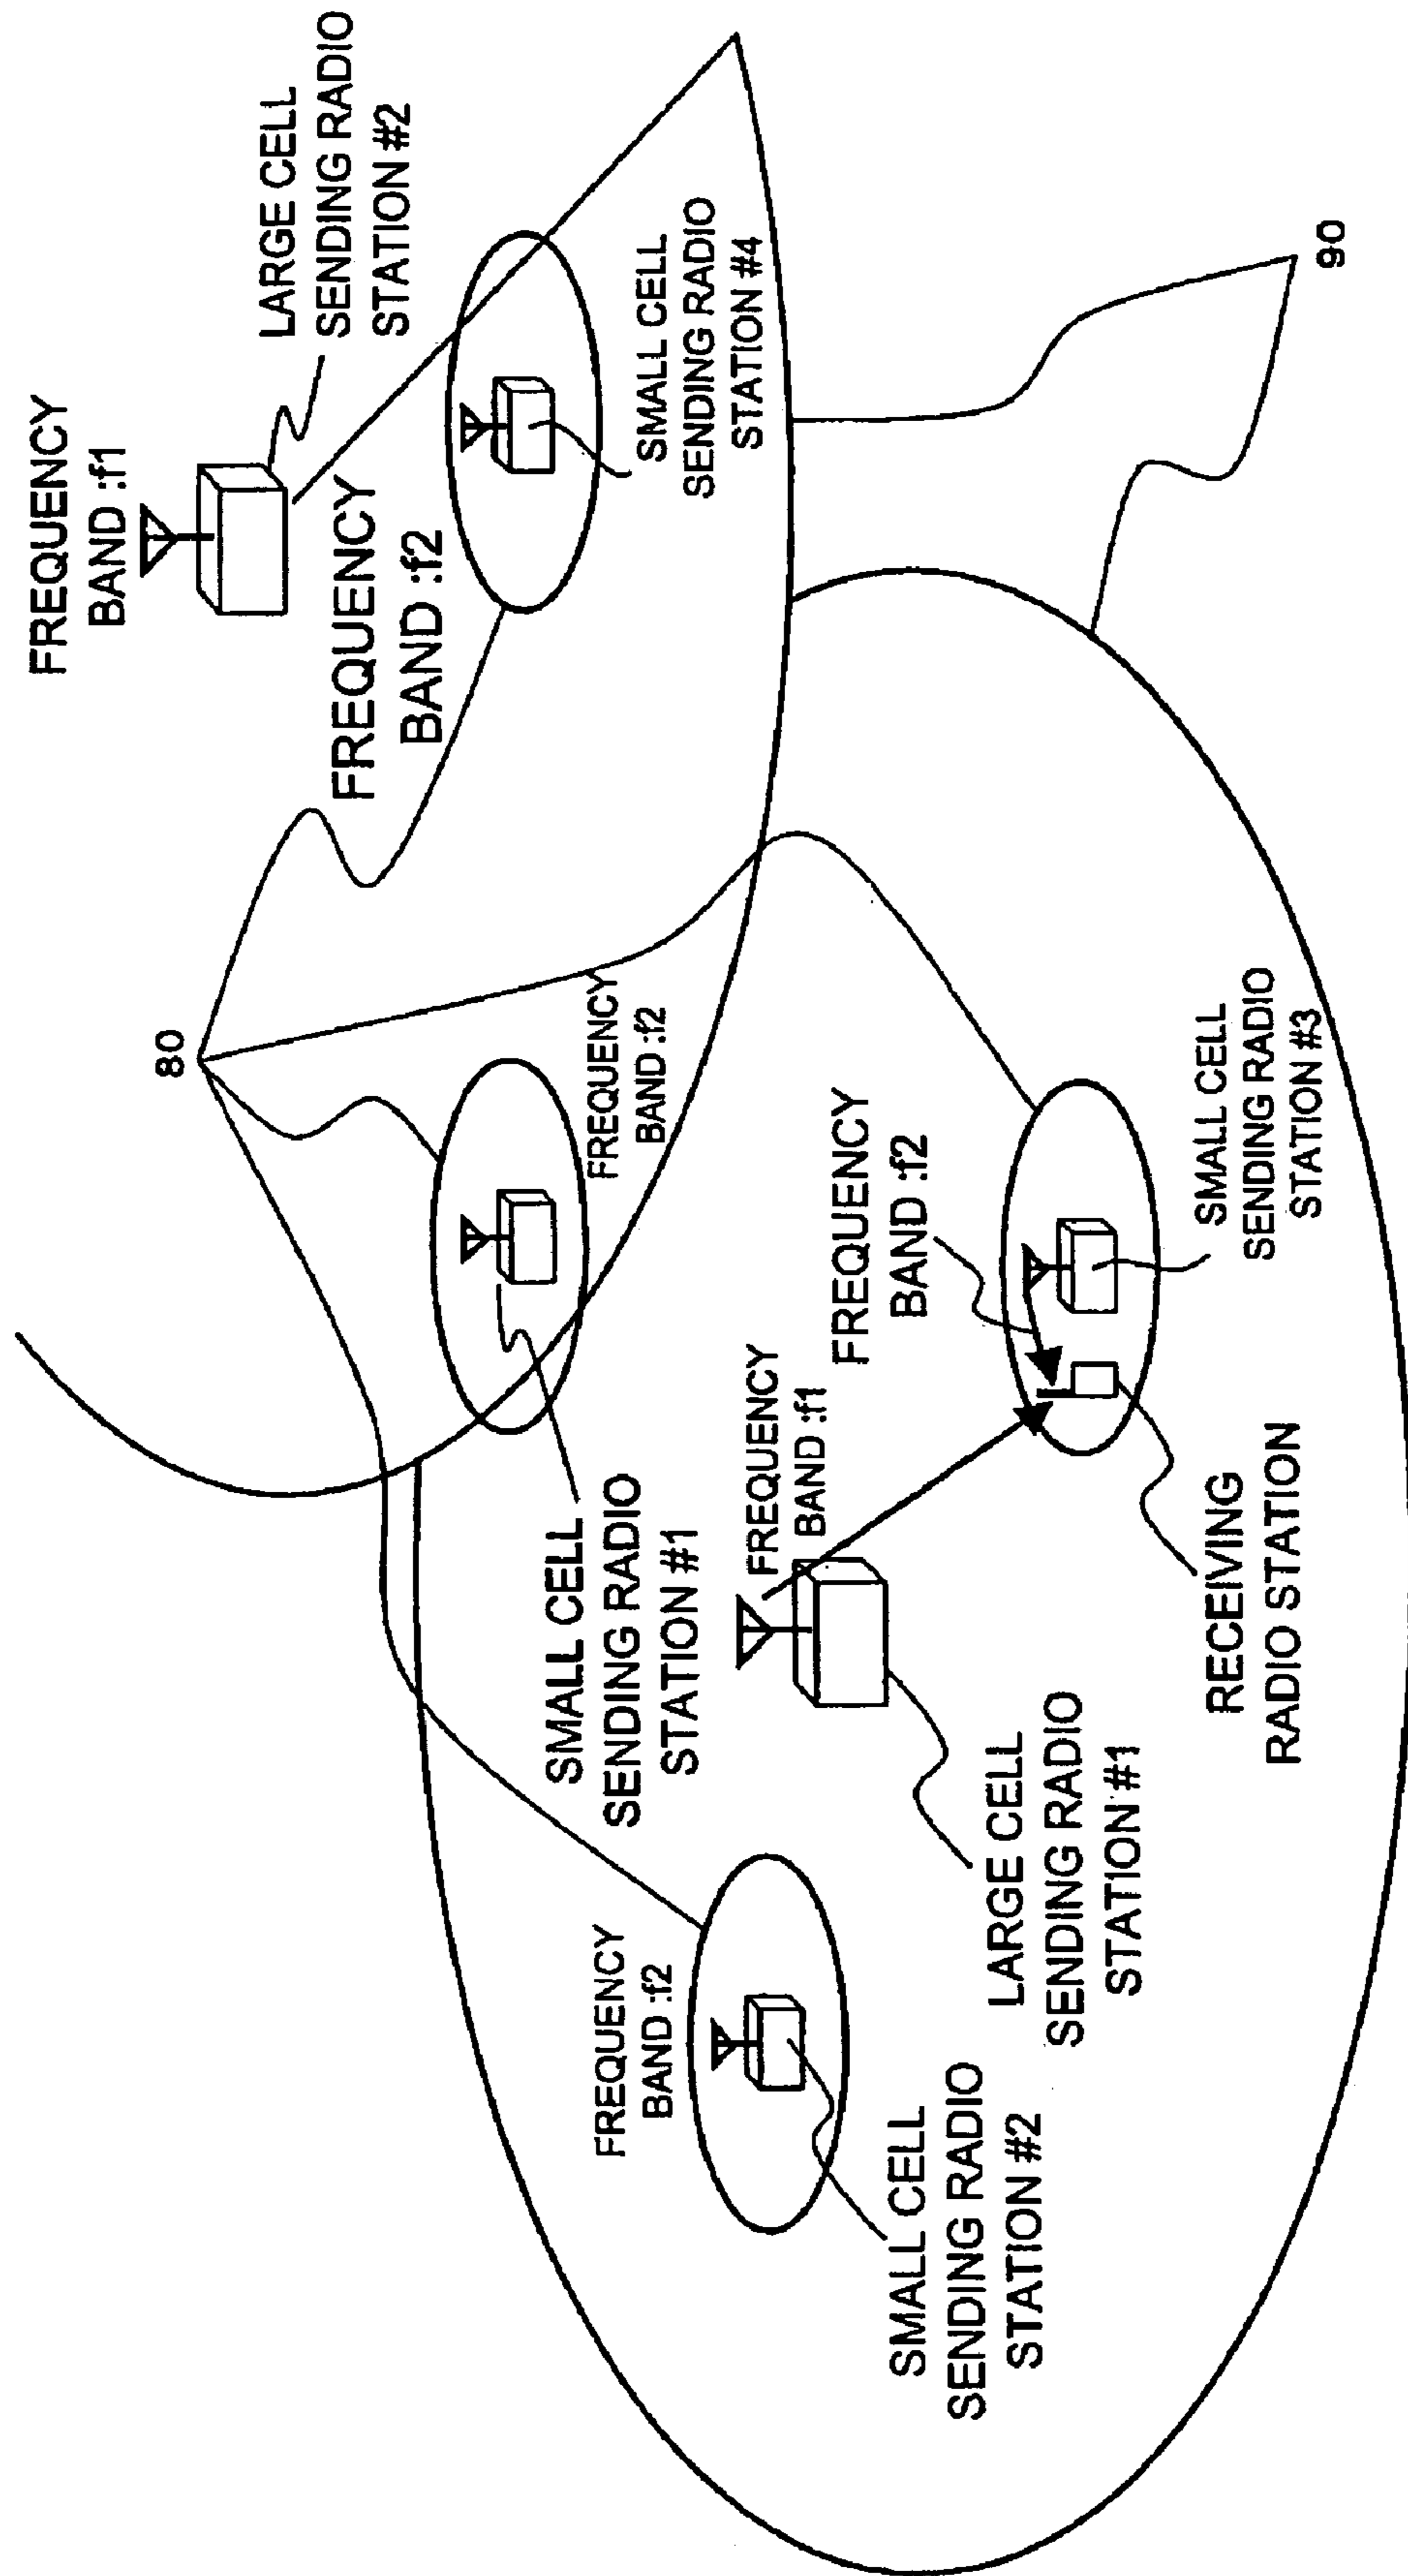 FREQUENCY
BAND :f1
LARGE CELL
SENDING RADIO
STATION #2
80
FREQUENCY
BAND :f2
SMALL CELL
SENDING RADIO
STATION #4
FREQUENCY
BAND :f2
SMALL CELL
SENDING RADIO
STATION #1
FREQUENCY
BAND :f2
FREQUENCY
BAND :f1
FREQUENCY
BAND :f2
SMALL CELL
SENDING RADIO
STATION #2
LARGE CELL
SENDING RADIO
STATION #1
RECEIVING
RADIO STATION
SMALL CELL
SENDING RADIO
STATION #3
90